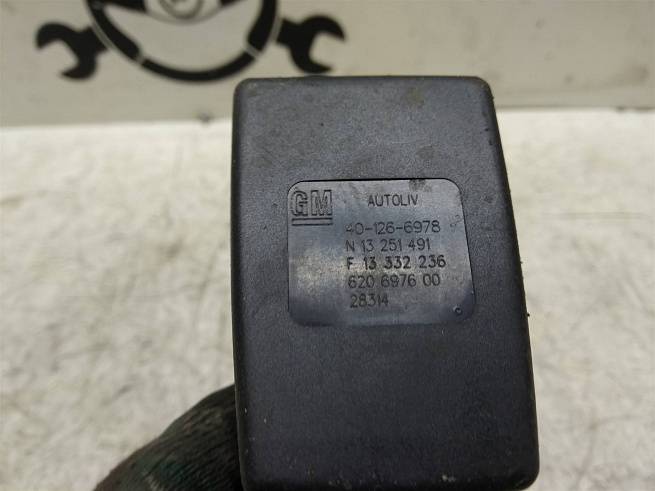 GM AUTOLIV
40-126-6978
N 13 251 491
F 13 332 236
620 6976 00
28314